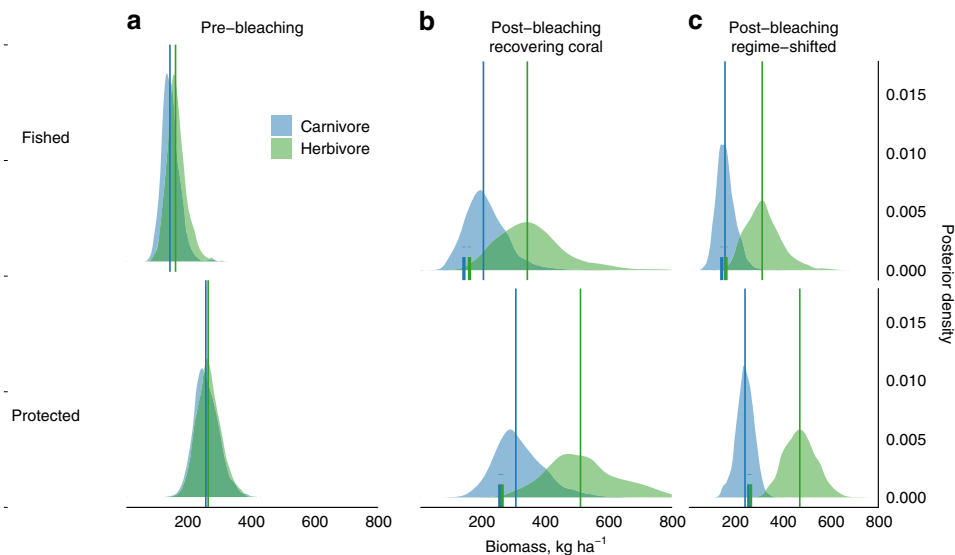 a
Pre−bleaching
b
Post−bleaching
recovering coral
c
Post−bleaching
regime−shifted
Fished
Carnivore
Herbivore
0.015
0.010
0.005
0.000
Protected
0.015
0.010
0.005
0.000
Posterior density
200 400 600 800
200 400 600 800
200 400 600 800
Biomass, kg ha⁻¹